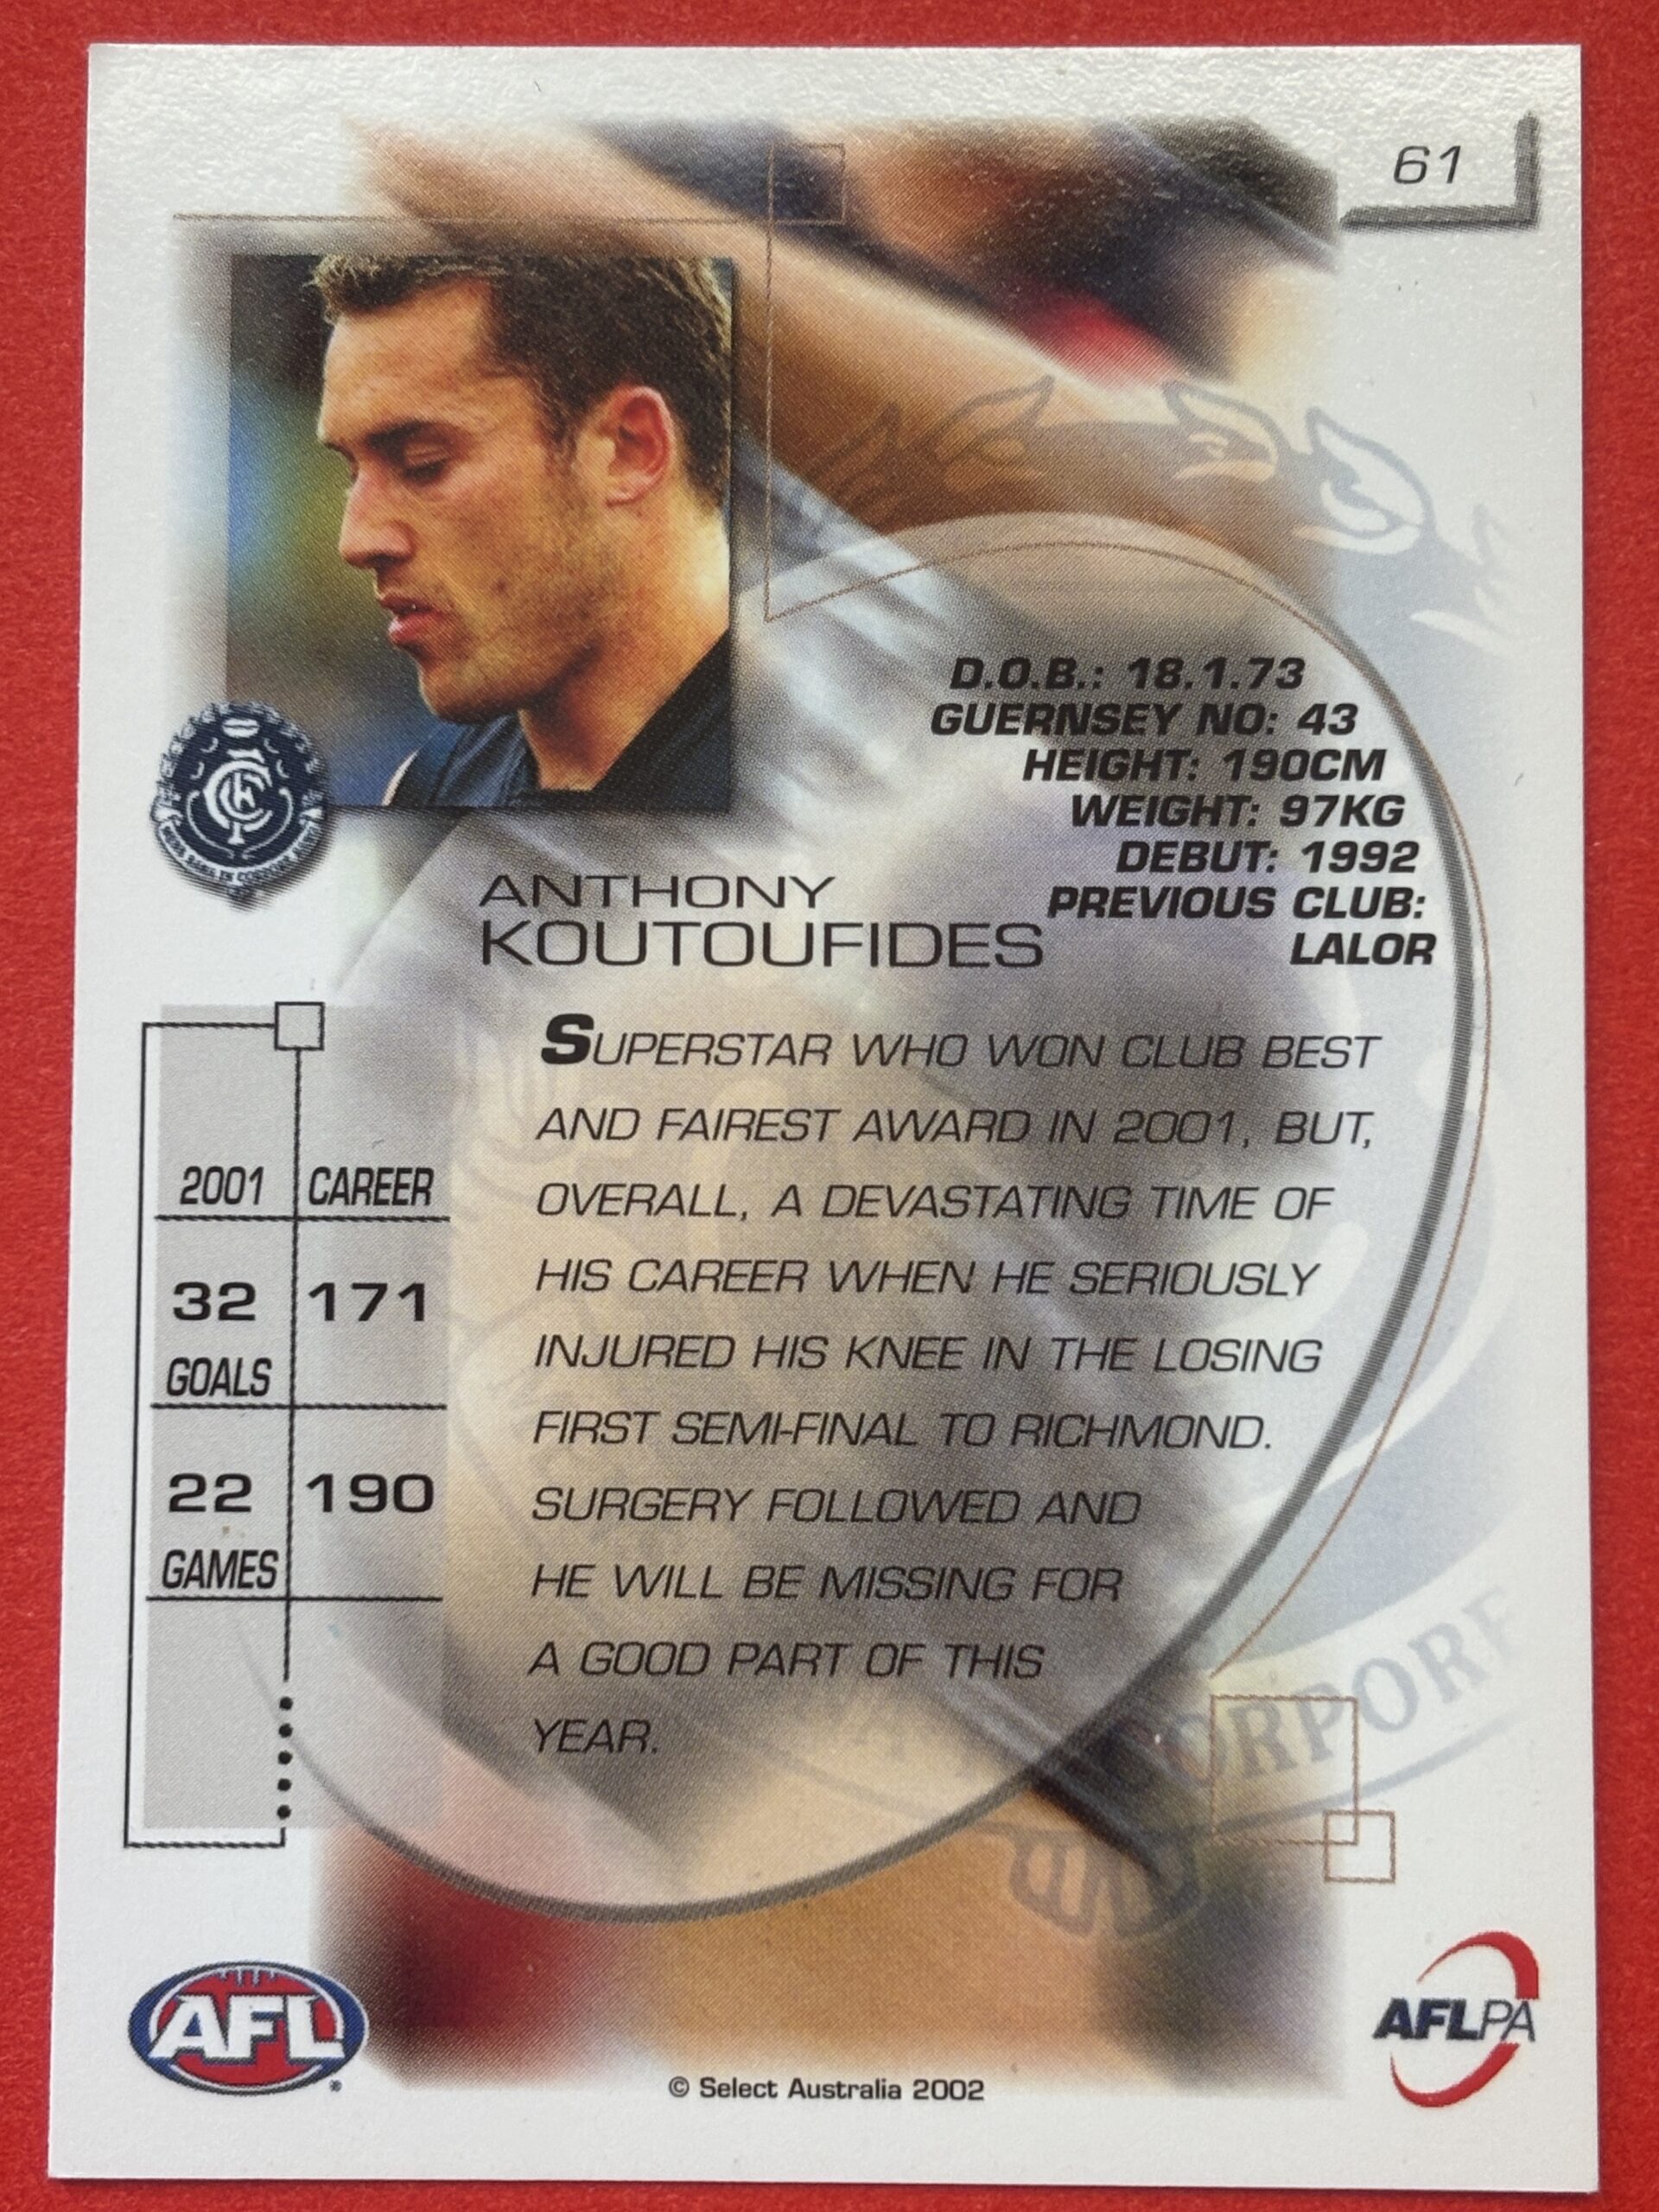 61
D.O.B.: 18.1.73
GUERNSEY NO: 43
HEIGHT: 190CM
WEIGHT: 97KG
DEBUT: 1992
PREVIOUS CLUB:
LALOR
ANTHONY
KOUTOUFIDES
SUPERSTAR WHO WON CLUB BEST
AND FAIREST AWARD IN 2001, BUT,
OVERALL, A DEVASTATING TIME OF
HIS CAREER WHEN HE SERIOUSLY
INJURED HIS KNEE IN THE LOSING
FIRST SEMI-FINAL TO RICHMOND.
SURGERY FOLLOWED AND
HE WILL BE MISSING FOR
A GOOD PART OF THIS
YEAR.
2001 CAREER
32 171
GOALS
22 190
GAMES
AFL
AFLPA
© Select Australia 2002